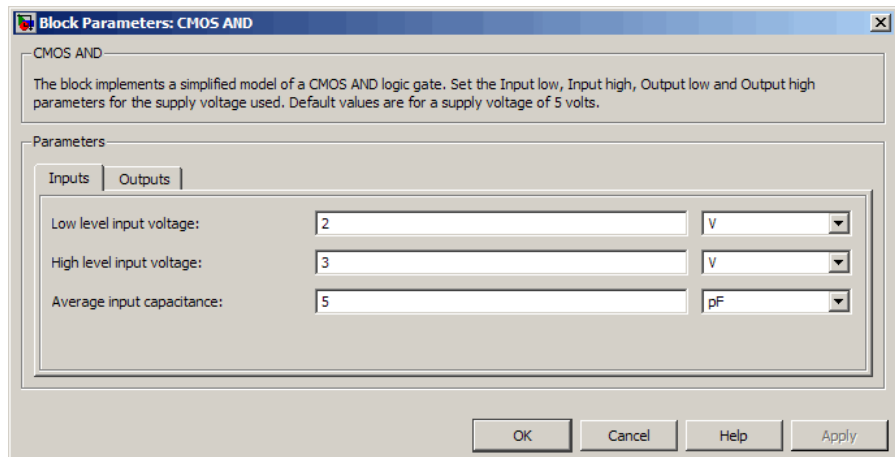 Block Parameters: CMOS AND
CMOS AND
The block implements a simplified model of a CMOS AND logic gate. Set the Input low, Input high, Output low and Output high
parameters for the supply voltage used. Default values are for a supply voltage of 5 volts.
Parameters
Inputs Outputs
Low level input voltage: 2 V
High level input voltage: 3 V
Average input capacitance: 5 pF
OK Cancel Help Apply